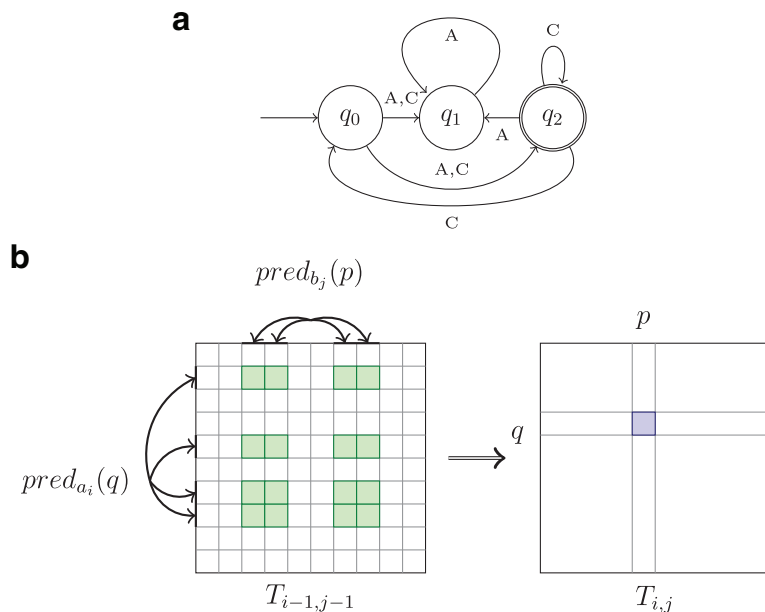 a
A
C
A,C
q₀
q₁
q₂
A
A,C
C
b
pred_{b_j}(p)
p
q
pred_{a_i}(q)
T_{i−1,j−1}
T_{i,j}